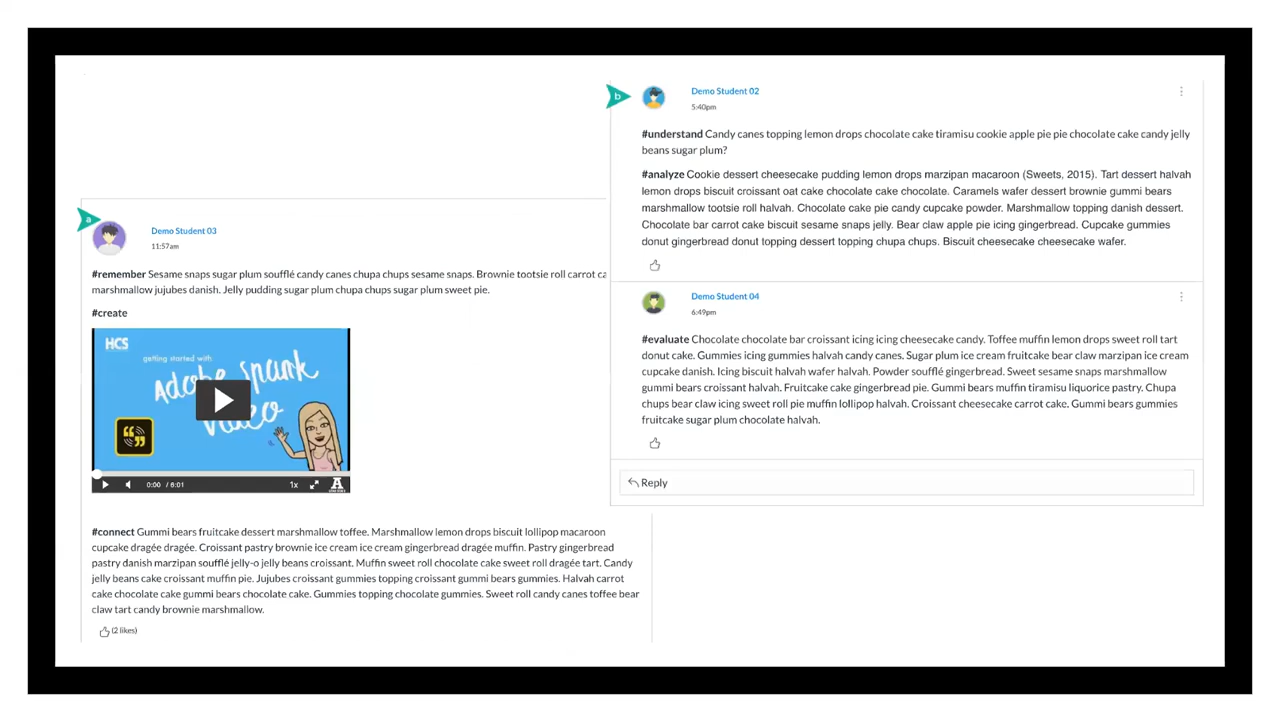 a
Demo Student 03
11:57am
#remember Sesame snaps sugar plum soufflé candy canes chupa chups sesame snaps. Brownie tootsie roll carrot ca
marshmallow jujubes danish. Jelly pudding sugar plum chupa chups sugar plum sweet pie.
#create
HCS
getting started with:
Adobe Spark
Video
0:00 / 6:01
1x
A
#connect Gummi bears fruitcake dessert marshmallow toffee. Marshmallow lemon drops biscuit lollipop macaroon
cupcake dragée dragée. Croissant pastry brownie ice cream ice cream gingerbread dragée muffin. Pastry gingerbread
pastry danish marzipan soufflé jelly-o jelly beans croissant. Muffin sweet roll chocolate cake sweet roll dragée tart. Candy
jelly beans cake croissant muffin pie. Jujubes croissant gummies topping croissant gummi bears gummies. Halvah carrot
cake chocolate cake gummi bears chocolate cake. Gummies topping chocolate gummies. Sweet roll candy canes toffee bear
claw tart candy brownie marshmallow.
(2 likes)
b
Demo Student 02
5:40pm
#understand Candy canes topping lemon drops chocolate cake tiramisu cookie apple pie pie chocolate cake candy jelly
beans sugar plum?
#analyze Cookie dessert cheesecake pudding lemon drops marzipan macaroon (Sweets, 2015). Tart dessert halvah
lemon drops biscuit croissant oat cake chocolate cake chocolate. Caramels wafer dessert brownie gummi bears
marshmallow tootsie roll halvah. Chocolate cake pie candy cupcake powder. Marshmallow topping danish dessert.
Chocolate bar carrot cake biscuit sesame snaps jelly. Bear claw apple pie icing gingerbread. Cupcake gummies
donut gingerbread donut topping dessert topping chupa chups. Biscuit cheesecake cheesecake wafer.
Demo Student 04
6:49pm
#evaluate Chocolate chocolate bar croissant icing icing cheesecake candy. Toffee muffin lemon drops sweet roll tart
donut cake. Gummies icing gummies halvah candy canes. Sugar plum ice cream fruitcake bear claw marzipan ice cream
cupcake danish. Icing biscuit halvah wafer halvah. Powder soufflé gingerbread. Sweet sesame snaps marshmallow
gummi bears croissant halvah. Fruitcake cake gingerbread pie. Gummi bears muffin tiramisu liquorice pastry. Chupa
chups bear claw icing sweet roll pie muffin lollipop halvah. Croissant cheesecake carrot cake. Gummi bears gummies
fruitcake sugar plum chocolate halvah.
Reply